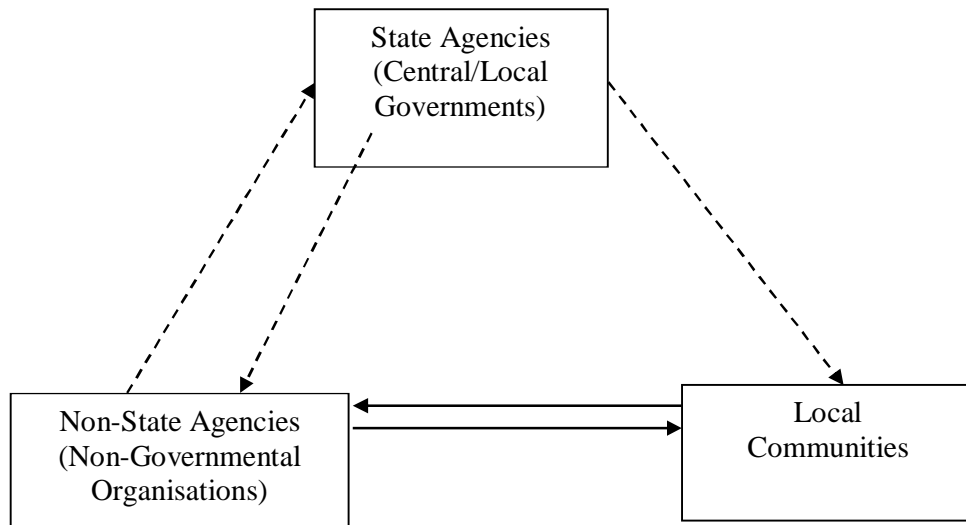 State Agencies
(Central/Local
Governments)
Non-State Agencies
(Non-Governmental
Organisations)
Local
Communities